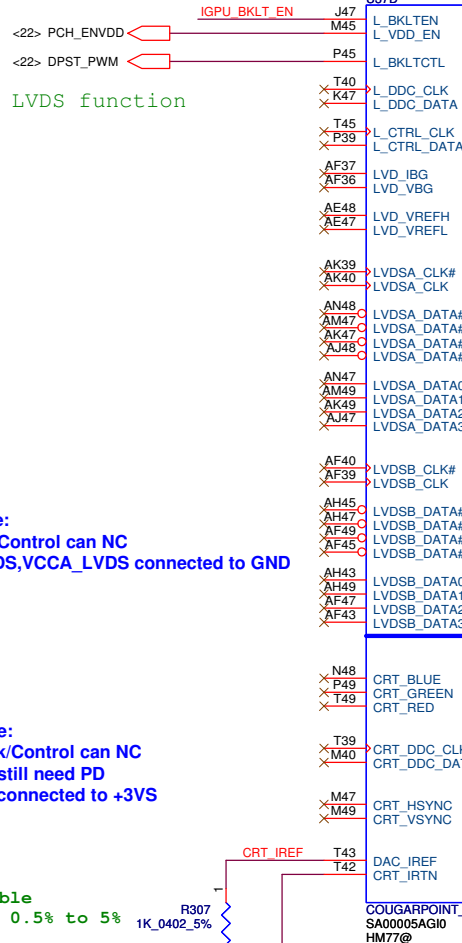 IGPU_BKLT_EN
J47 L_BKLTEN
<22> PCH_ENVDD M45 L_VDD_EN
<22> DPST_PWM P45 L_BKLTCTL
LVDS function
T40 L_DDC_CLK
K47 L_DDC_DATA
T45 L_CTRL_CLK
P39 L_CTRL_DATA
AF37 LVD_IBG
AF36 LVD_VBG
AE48 LVD_VREFH
AE47 LVD_VREFL
AK39 LVDSA_CLK#
AK40 LVDSA_CLK
AN48 LVDSA_DATA#
AM47 LVDSA_DATA#
AK47 LVDSA_DATA#
AJ48 LVDSA_DATA#
AN47 LVDSA_DATA0
AM49 LVDSA_DATA1
AK49 LVDSA_DATA2
AJ47 LVDSA_DATA3
AF40 LVDSB_CLK#
AF39 LVDSB_CLK
AH45 LVDSB_DATA#
AH47 LVDSB_DATA#
AF49 LVDSB_DATA#
AF45 LVDSB_DATA#
e:
Control can NC
DS,VCCA_LVDS connected to GND
AH43 LVDSB_DATA0
AH49 LVDSB_DATA1
AF47 LVDSB_DATA2
AF43 LVDSB_DATA3
N48 CRT_BLUE
P49 CRT_GREEN
T49 CRT_RED
e:
k/Control can NC
still need PD
connected to +3VS
T39 CRT_DDC_CLK
M40 CRT_DDC_DAT
M47 CRT_HSYNC
M49 CRT_VSYNC
CRT_IREF T43 DAC_IREF
T42 CRT_IRTN
1
ble
0.5% to 5%
R307
1K_0402_5%
COUGARPOINT_
SA00005AGI0
HM77@